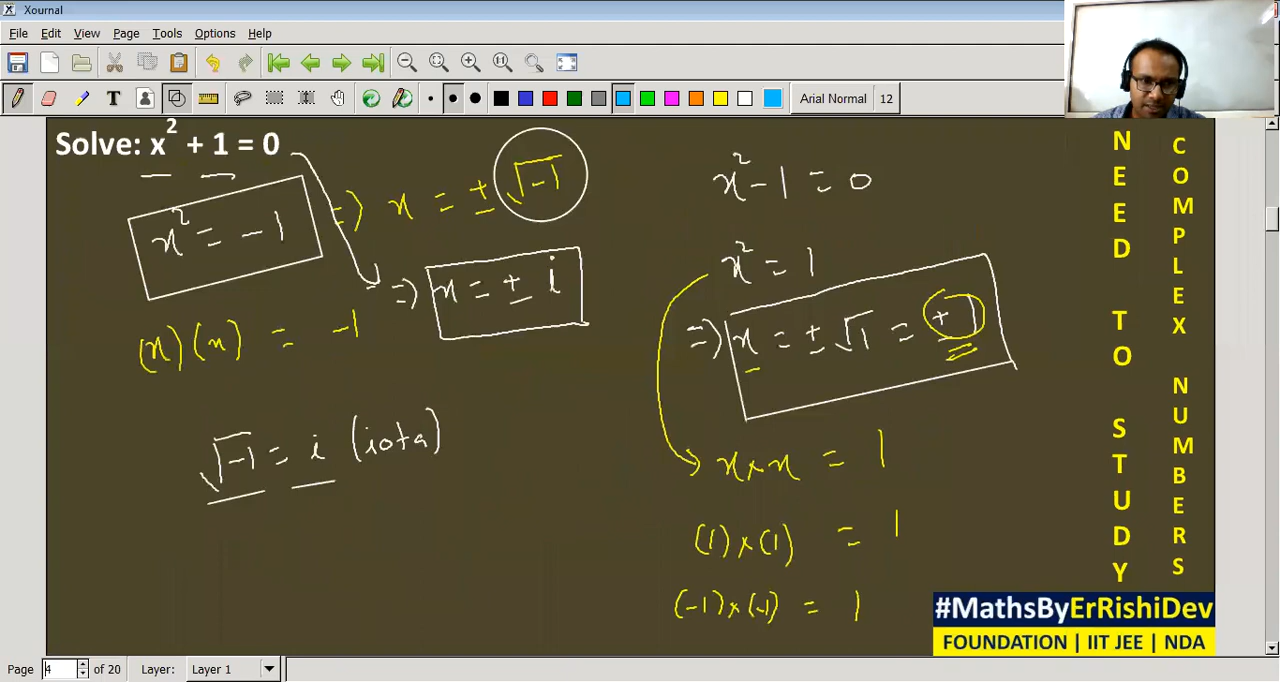 Xournal
File Edit View Page Tools Options Help
Arial Normal 12
Solve: x² + 1 = 0
x² = -1
=) x = ± √-1
=) x = ± i
(x)(x) = -1
√-1 = i (iota)
x² - 1 = 0
x² = 1
=) x = ± √1 = ± 1
x × x = 1
(1) × (1) = 1
(-1) × (-1) = 1
NEED TO STUDY
COMPLEX NUMBERS
#MathsByErRishiDev
FOUNDATION | IIT JEE | NDA
Page 4 of 20 Layer: Layer 1